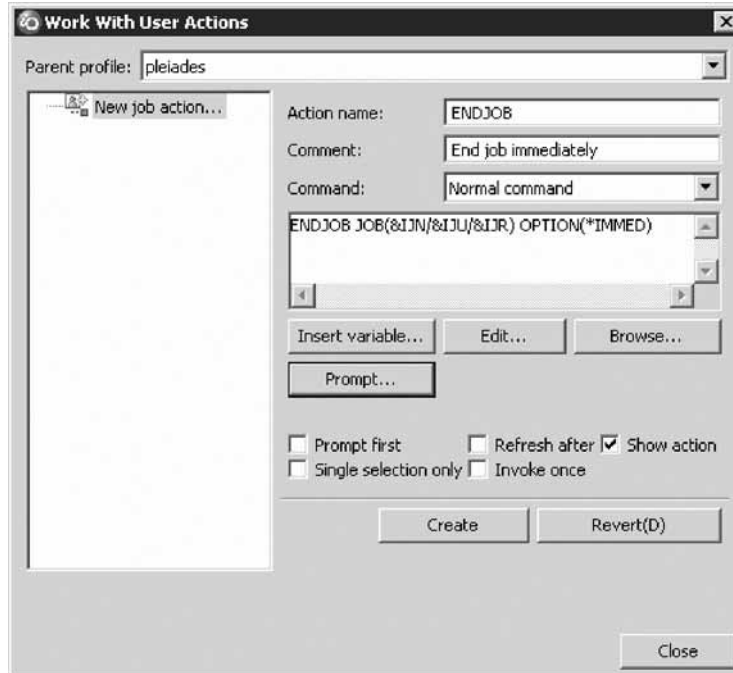 Work With User Actions
Parent profile: pleiades
New job action...
Action name: ENDJOB
Comment: End job immediately
Command: Normal command
ENDJOB JOB(&IJN/&IJU/&IJR) OPTION(*IMMED)
Insert variable... Edit... Browse...
Prompt...
Prompt first Refresh after Show action
Single selection only Invoke once
Create Revert(D)
Close